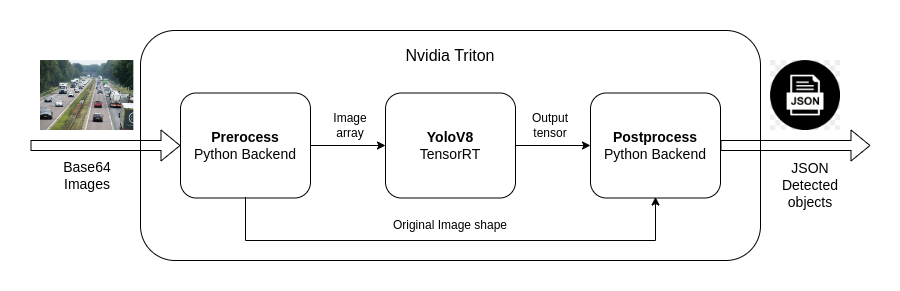 Nvidia Triton
Base64
Images
Prerocess
Python Backend
Image
array
YoloV8
TensorRT
Output
tensor
Postprocess
Python Backend
Original Image shape
JSON
JSON
Detected
objects